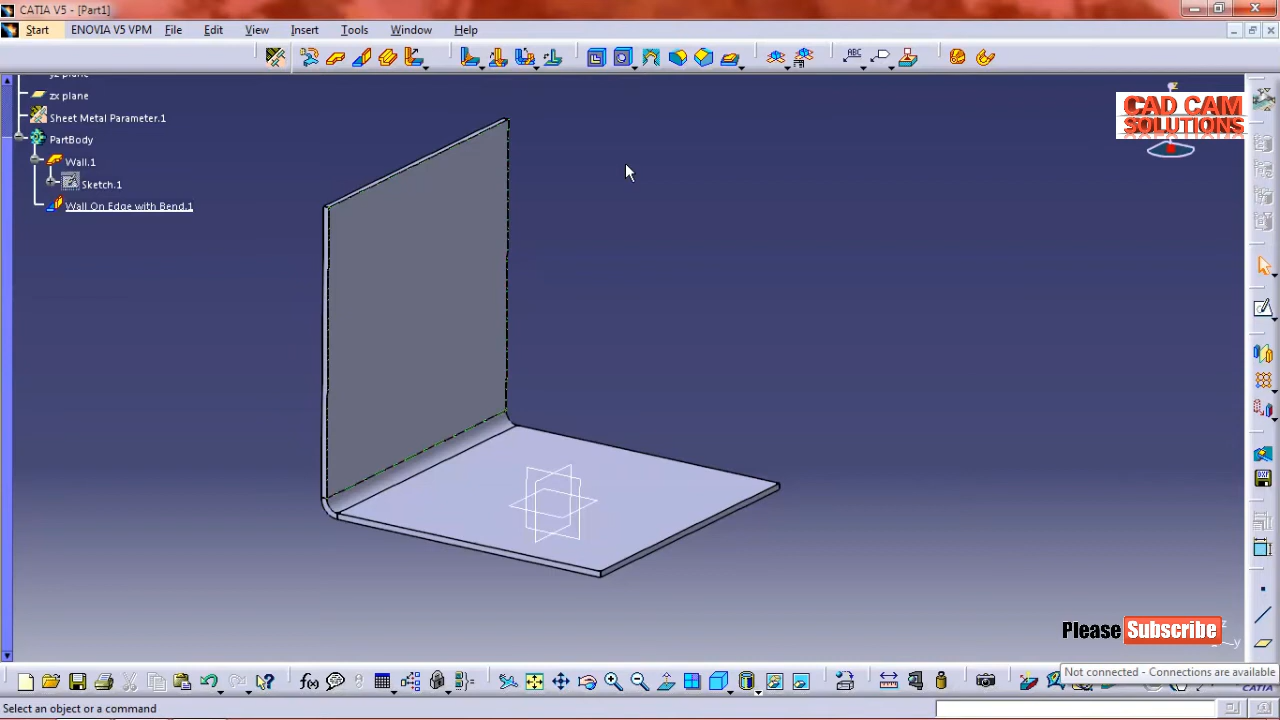 CATIA V5 - [Part1]
Start
ENOVIA V5 VPM
File
Edit
View
Insert
Tools
Window
Help
ABC
zx plane
Sheet Metal Parameter.1
PartBody
Wall.1
Sketch.1
Wall On Edge with Bend.1
z
CAD CAM
SOLUTIONS
Please Subscribe
z
y
Not connected - Connections are available
f(x)
CATIA
Select an object or a command